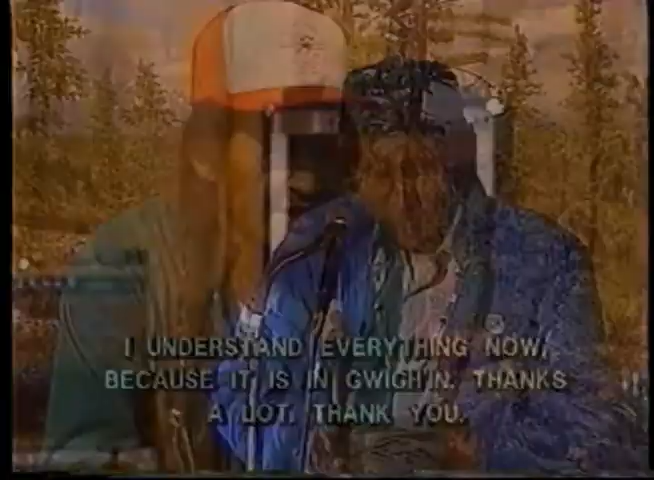 I UNDERSTAND EVERYTHING NOW,
BECAUSE IT IS IN GWICH'IN. THANKS
A LOT. THANK YOU.